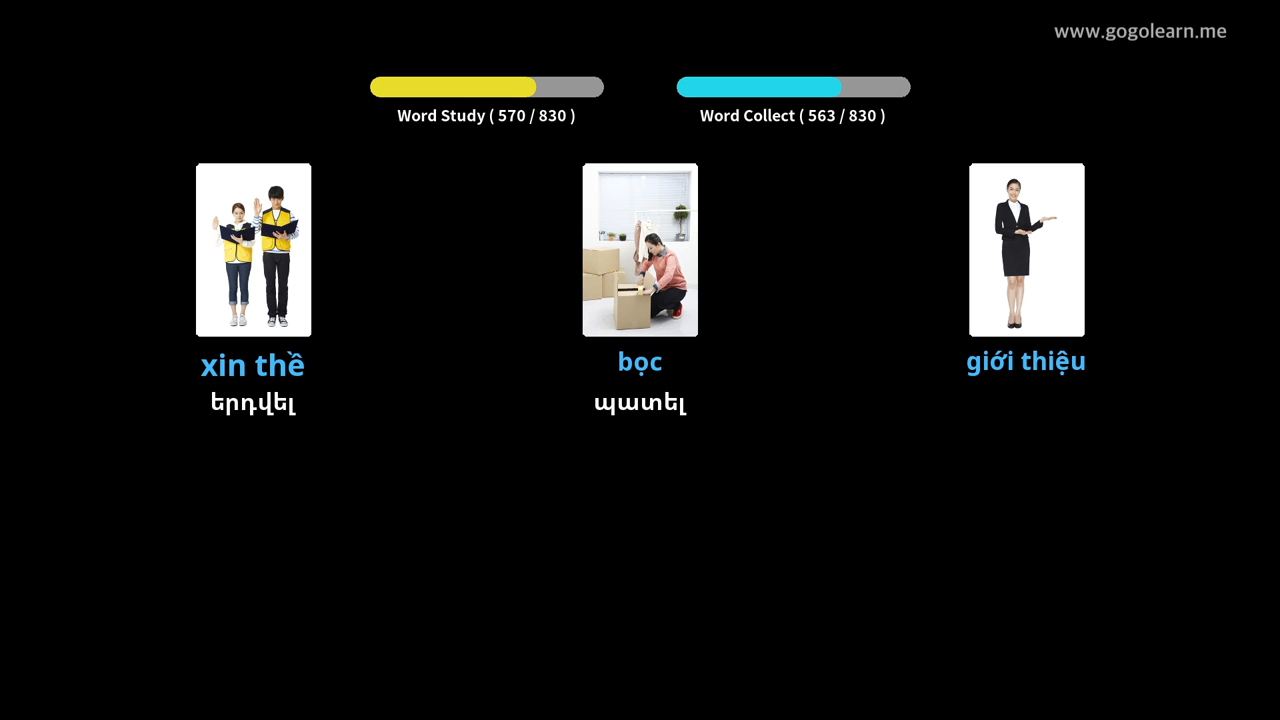 www.gogolearn.me
Word Study ( 570 / 830 )
Word Collect ( 563 / 830 )
xin thề
bọc
giới thiệu
երդվել
պատել